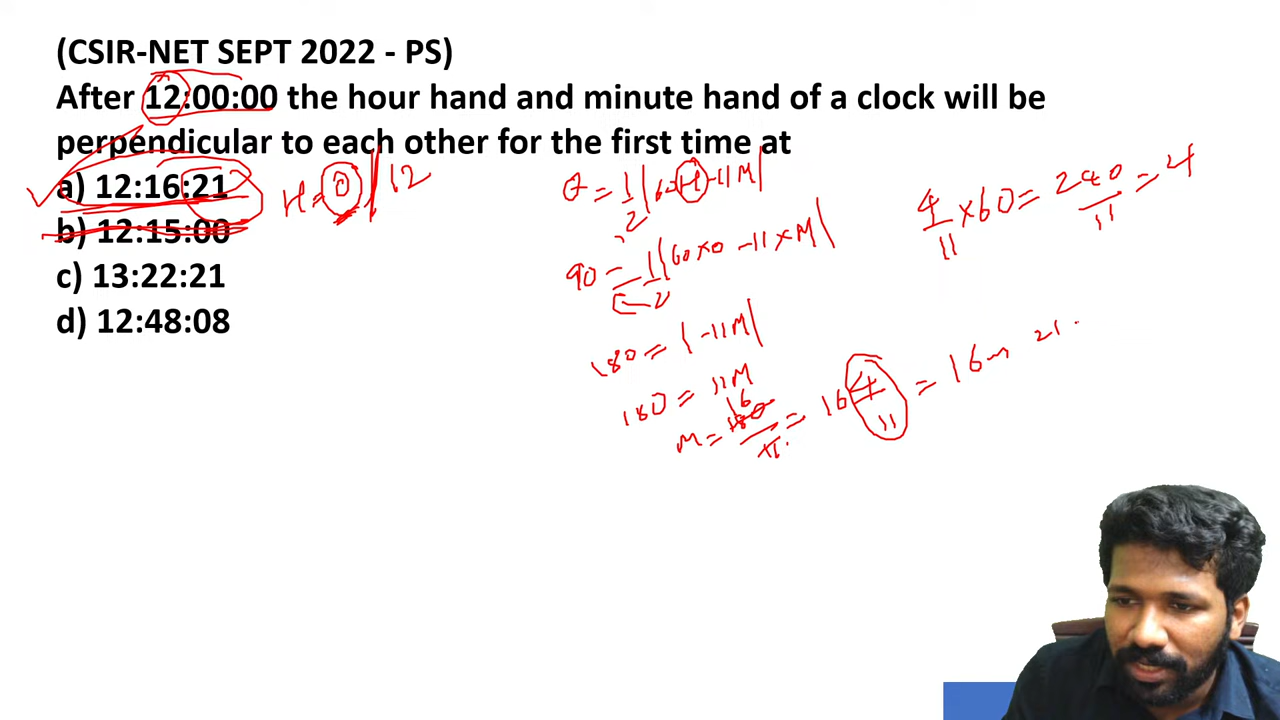 (CSIR-NET SEPT 2022 - PS)
After 12:00:00 the hour hand and minute hand of a clock will be
perpendicular to each other for the first time at
a) 12:16:21
b) 12:15:00
c) 13:22:21
d) 12:48:08
H = 0 | 12
θ = 1/2 |60H - 11M|
90 = 1/2 |60×0 - 11×M|
180 = |-11M|
180 = 11M
M = 180/11 = 16 4/11 = 16m 21
4/11 × 60 = 240/11 = 4